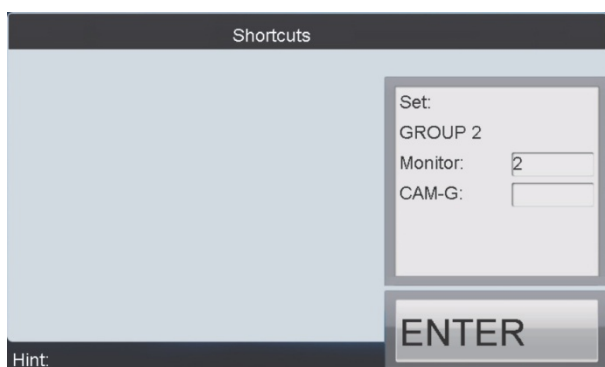 Shortcuts
Set:
GROUP 2
Monitor: 2
CAM-G:
ENTER
Hint: